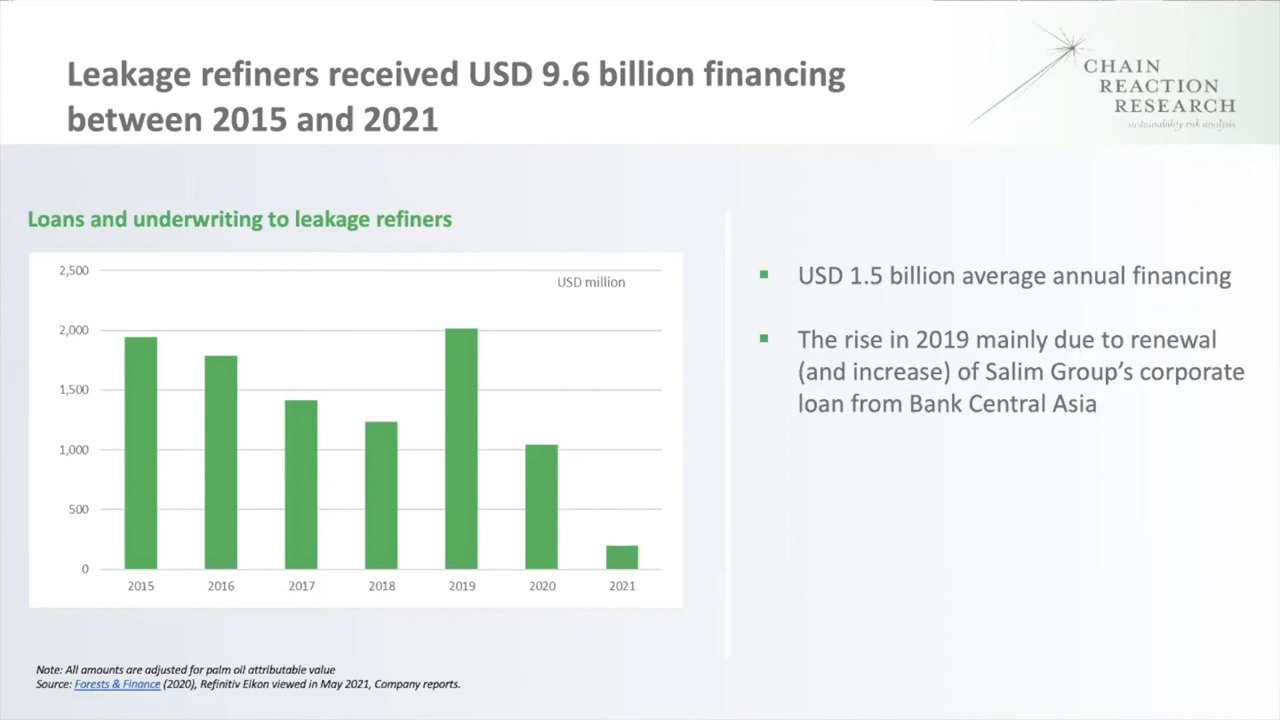 Leakage refiners received USD 9.6 billion financing
between 2015 and 2021
CHAIN
REACTION
RESEARCH
sustainability risk analysis
Loans and underwriting to leakage refiners
2,500
USD million
2,000
1,500
1,000
500
0
2015 2016 2017 2018 2019 2020 2021
▪ USD 1.5 billion average annual financing
▪ The rise in 2019 mainly due to renewal
(and increase) of Salim Group’s corporate
loan from Bank Central Asia
Note: All amounts are adjusted for palm oil attributable value
Source: Forests & Finance (2020), Refinitiv Eikon viewed in May 2021, Company reports.